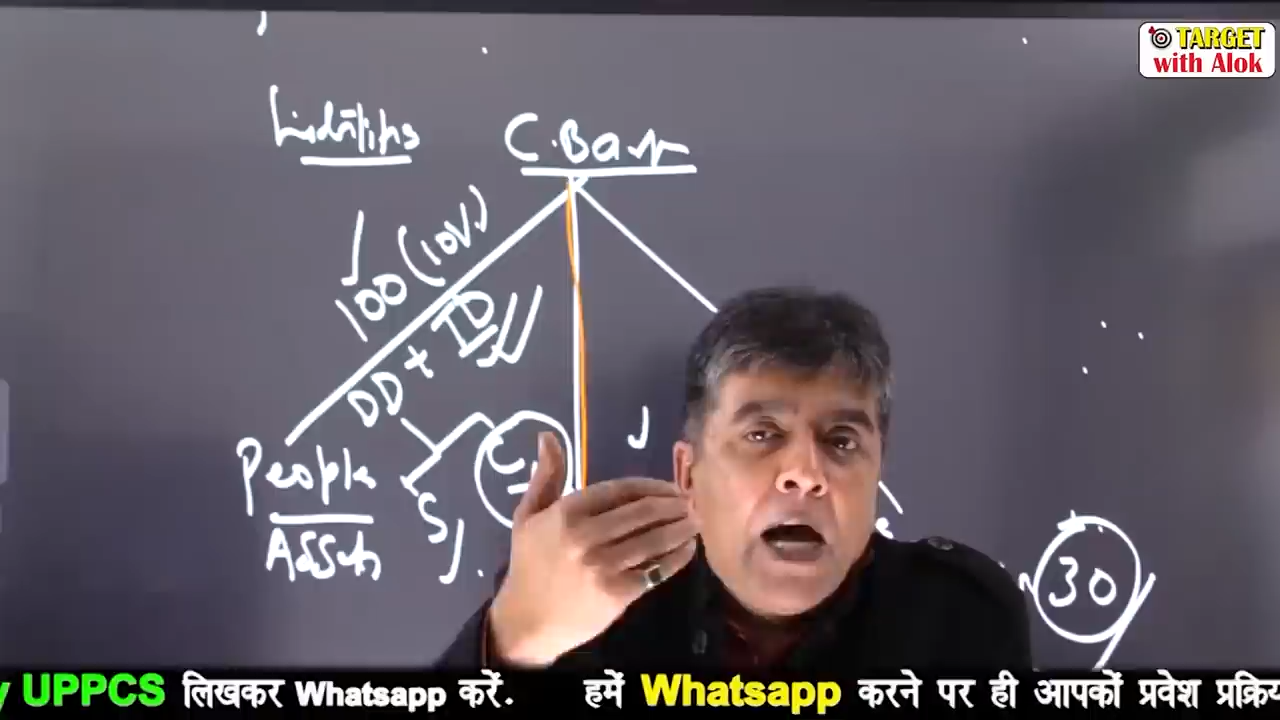 TARGET
with Alok
C.Bank
100 (10%)
DD + TD
People
Assets
S
30
y UPPCS लिखकर Whatsapp करें. हमें Whatsapp करने पर ही आपकों प्रवेश प्रक्रिय